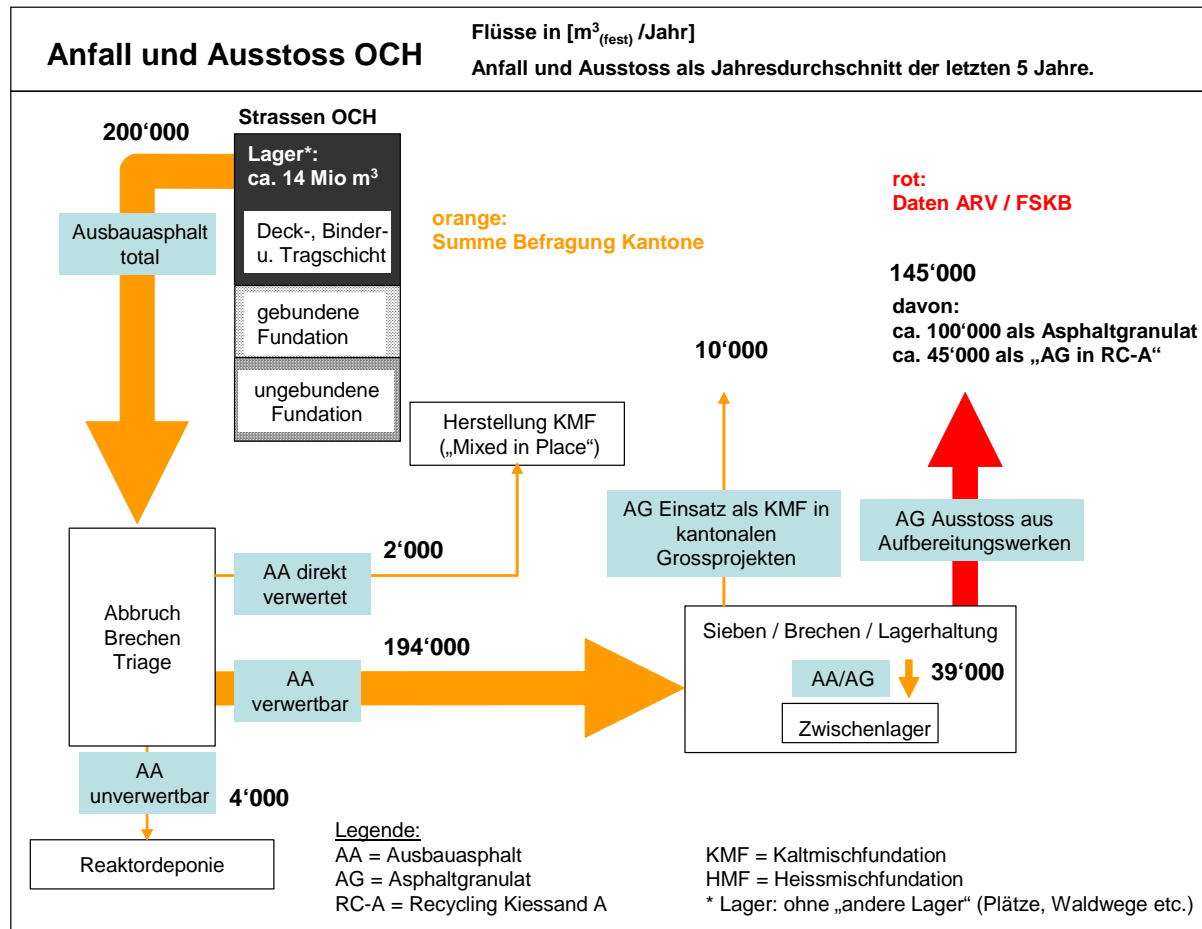 Anfall und Ausstoss OCH
Flüsse in [m³(fest) /Jahr]
Anfall und Ausstoss als Jahresdurchschnitt der letzten 5 Jahre.
Strassen OCH
200‘000
Lager*:
ca. 14 Mio m³
Deck-, Binder-
u. Tragschicht
gebundene
Fundation
ungebundene
Fundation
Ausbauasphalt
total
orange:
Summe Befragung Kantone
rot:
Daten ARV / FSKB
145‘000
davon:
ca. 100‘000 als Asphaltgranulat
ca. 45‘000 als „AG in RC-A“
10‘000
Herstellung KMF
(„Mixed in Place“)
AG Einsatz als KMF in
kantonalen
Grossprojekten
AG Ausstoss aus
Aufbereitungswerken
2‘000
AA direkt
verwertet
Abbruch
Brechen
Triage
194‘000
AA
verwertbar
Sieben / Brechen / Lagerhaltung
AA/AG
39‘000
Zwischenlager
AA
unverwertbar
4‘000
Reaktordeponie
Legende:
AA = Ausbauasphalt
AG = Asphaltgranulat
RC-A = Recycling Kiessand A
KMF = Kaltmischfundation
HMF = Heissmischfundation
* Lager: ohne „andere Lager“ (Plätze, Waldwege etc.)